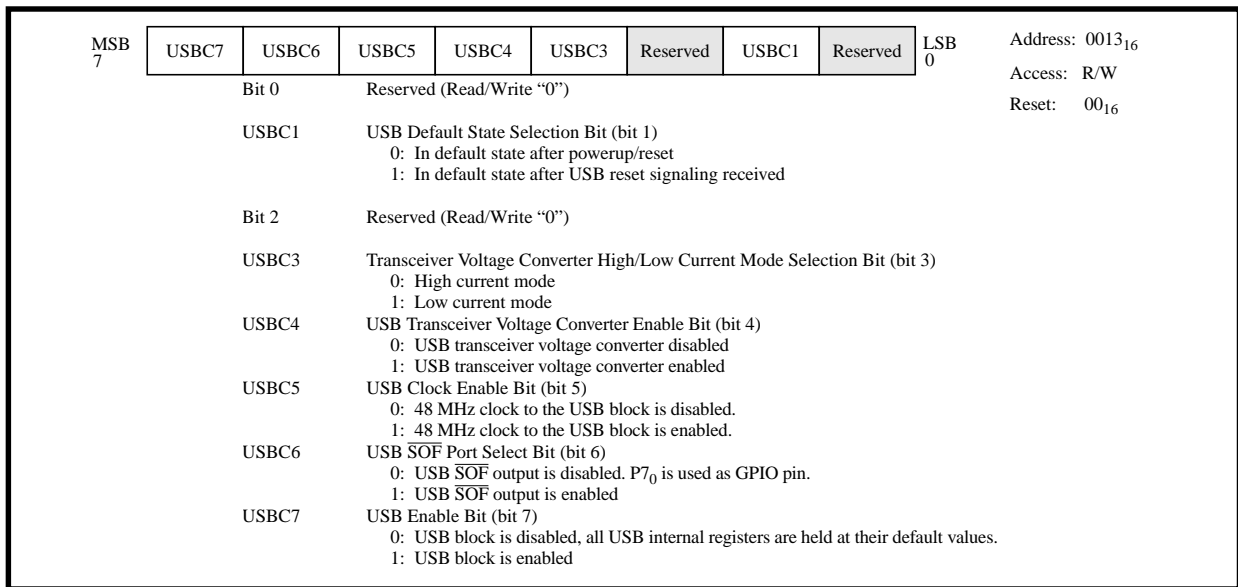 MSB 7 USBC7 USBC6 USBC5 USBC4 USBC3 Reserved USBC1 Reserved LSB 0
Address: 0013₁₆
Access: R/W
Reset: 00₁₆
Bit 0 Reserved (Read/Write “0”)
USBC1 USB Default State Selection Bit (bit 1)
0: In default state after powerup/reset
1: In default state after USB reset signaling received
Bit 2 Reserved (Read/Write “0”)
USBC3 Transceiver Voltage Converter High/Low Current Mode Selection Bit (bit 3)
0: High current mode
1: Low current mode
USBC4 USB Transceiver Voltage Converter Enable Bit (bit 4)
0: USB transceiver voltage converter disabled
1: USB transceiver voltage converter enabled
USBC5 USB Clock Enable Bit (bit 5)
0: 48 MHz clock to the USB block is disabled.
1: 48 MHz clock to the USB block is enabled.
USBC6 USB S̅O̅F̅ Port Select Bit (bit 6)
0: USB S̅O̅F̅ output is disabled. P7₀ is used as GPIO pin.
1: USB S̅O̅F̅ output is enabled
USBC7 USB Enable Bit (bit 7)
0: USB block is disabled, all USB internal registers are held at their default values.
1: USB block is enabled